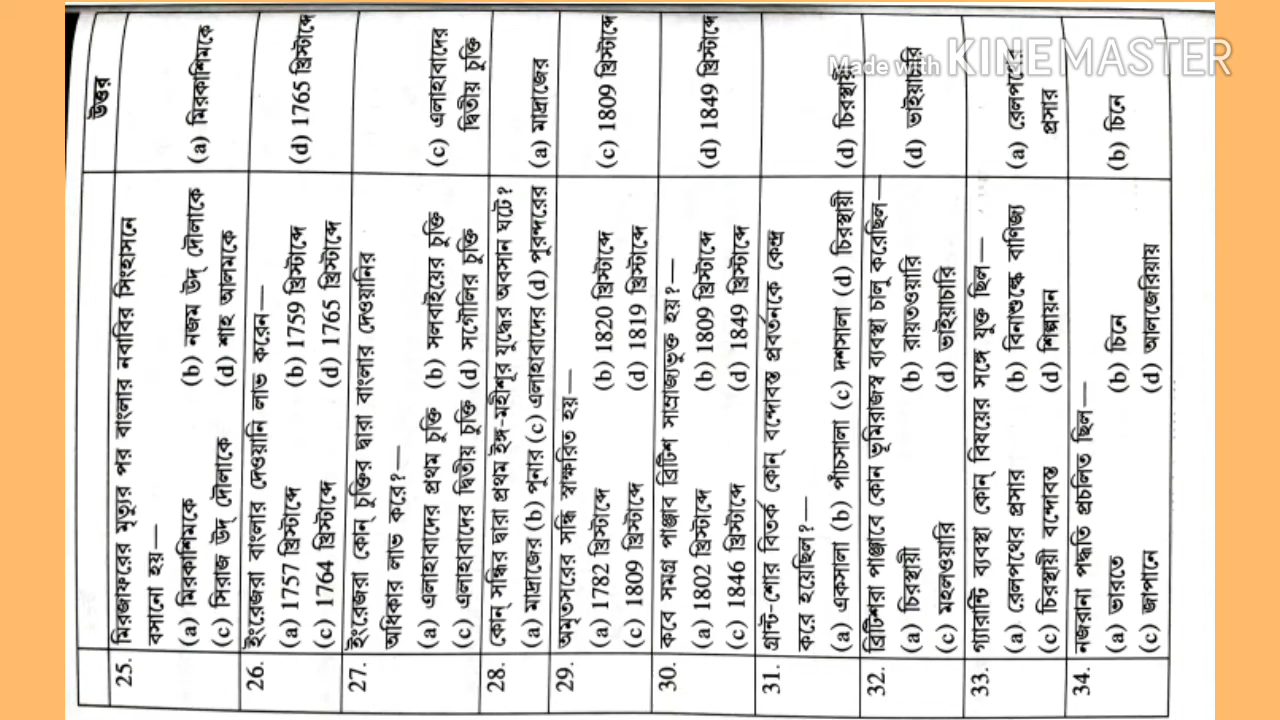 উত্তর
25. মিরজাফরের মৃত্যুর পর বাংলার নবাবির সিংহাসনে
বসানো হয়—
(a) মিরকাশিমকে (b) নজম উদ্ দৌলাকে (a) মিরকাশিমকে
(c) সিরাজ উদ্ দৌলাকে (d) শাহ আলমকে
26. ইংরেজরা বাংলার দেওয়ানি লাভ করেন—
(a) 1757 খ্রিস্টাব্দে (b) 1759 খ্রিস্টাব্দে (d) 1765 খ্রিস্টাব্দে
(c) 1764 খ্রিস্টাব্দে (d) 1765 খ্রিস্টাব্দে
27. ইংরেজরা কোন্ চুক্তির দ্বারা বাংলার দেওয়ানির
অধিকার লাভ করে?—
(a) এলাহাবাদের প্রথম চুক্তি (b) সলবাইয়ের চুক্তি (c) এলাহাবাদের
(c) এলাহাবাদের দ্বিতীয় চুক্তি (d) সগৌলির চুক্তি দ্বিতীয় চুক্তি
28. কোন্ সন্ধির দ্বারা প্রথম ইঙ্গ-মহীশূর যুদ্ধের অবসান ঘটে?
(a) মাদ্রাজের (b) পুনার (c) এলাহাবাদের (d) পুরন্দরের (a) মাদ্রাজের
29. অমৃতসরের সন্ধি স্বাক্ষরিত হয়—
(a) 1782 খ্রিস্টাব্দে (b) 1820 খ্রিস্টাব্দে (c) 1809 খ্রিস্টাব্দে
(c) 1809 খ্রিস্টাব্দে (d) 1819 খ্রিস্টাব্দে
30. কবে সমগ্র পাঞ্জাব ব্রিটিশ সাম্রাজ্যভুক্ত হয়?—
(a) 1802 খ্রিস্টাব্দে (b) 1809 খ্রিস্টাব্দে (d) 1849 খ্রিস্টাব্দে
(c) 1846 খ্রিস্টাব্দে (d) 1849 খ্রিস্টাব্দে
31. গ্রান্ট-শোর বিতর্ক কোন্ বন্দোবস্ত প্রবর্তনকে কেন্দ্র
করে হয়েছিল?—
(a) একসালা (b) পাঁচসালা (c) দশসালা (d) চিরস্থায়ী (d) চিরস্থায়ী
32. ব্রিটিশরা পাঞ্জাবে কোন ভূমিরাজস্ব ব্যবস্থা চালু করেছিল—
(a) চিরস্থায়ী (b) রায়তওয়ারি (d) ভাইয়াচারি
(c) মহলওয়ারি (d) ভাইয়াচারি
33. গ্যারান্টি ব্যবস্থা কোন্ বিষয়ের সঙ্গে যুক্ত ছিল—
(a) রেলপথের প্রসার (b) বিনাশুল্কে বাণিজ্য (a) রেলপথের
(c) চিরস্থায়ী বন্দোবস্ত (d) শিল্পায়ন প্রসার
34. নজরানা পদ্ধতি প্রচলিত ছিল—
(a) ভারতে (b) চিনে (b) চিনে
(c) জাপানে (d) আলজেরিয়ায়
Made with KINEMASTER